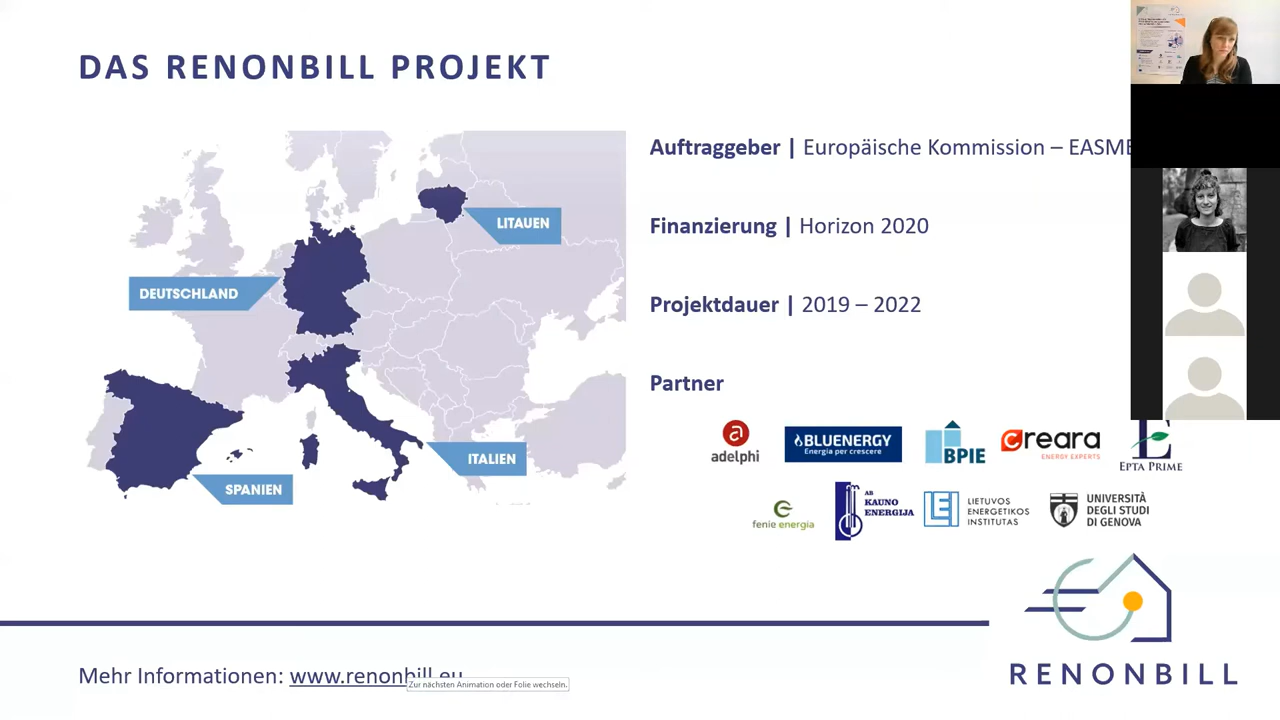 DAS RENONBILL PROJEKT
Auftraggeber | Europäische Kommission – EASME
LITAUEN
Finanzierung | Horizon 2020
DEUTSCHLAND
Projektdauer | 2019 – 2022
Partner
ITALIEN
SPANIEN
adelphi
BLUENERGY
Energia per crescere
BPIE
creara
ENERGY EXPERTS
E
EPTA PRIME
fenie energia
AB
KAUNO
ENERGIJA
LEI
LIETUVOS
ENERGETIKOS
INSTITUTAS
UNIVERSITÀ
DEGLI STUDI
DI GENOVA
RENONBILL
Mehr Informationen: www.renonbill.eu
Zur nächsten Animation oder Folie wechseln.